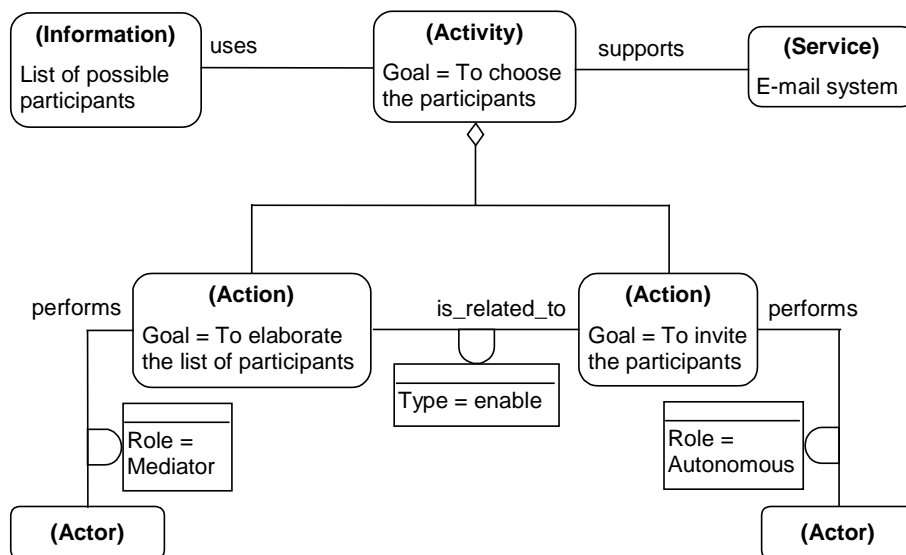 (Information)
List of possible
participants
uses
(Activity)
Goal = To choose
the participants
supports
(Service)
E-mail system
performs
(Action)
Goal = To elaborate
the list of participants
is_related_to
(Action)
Goal = To invite
the participants
performs
Type = enable
Role =
Mediator
Role =
Autonomous
(Actor)
(Actor)